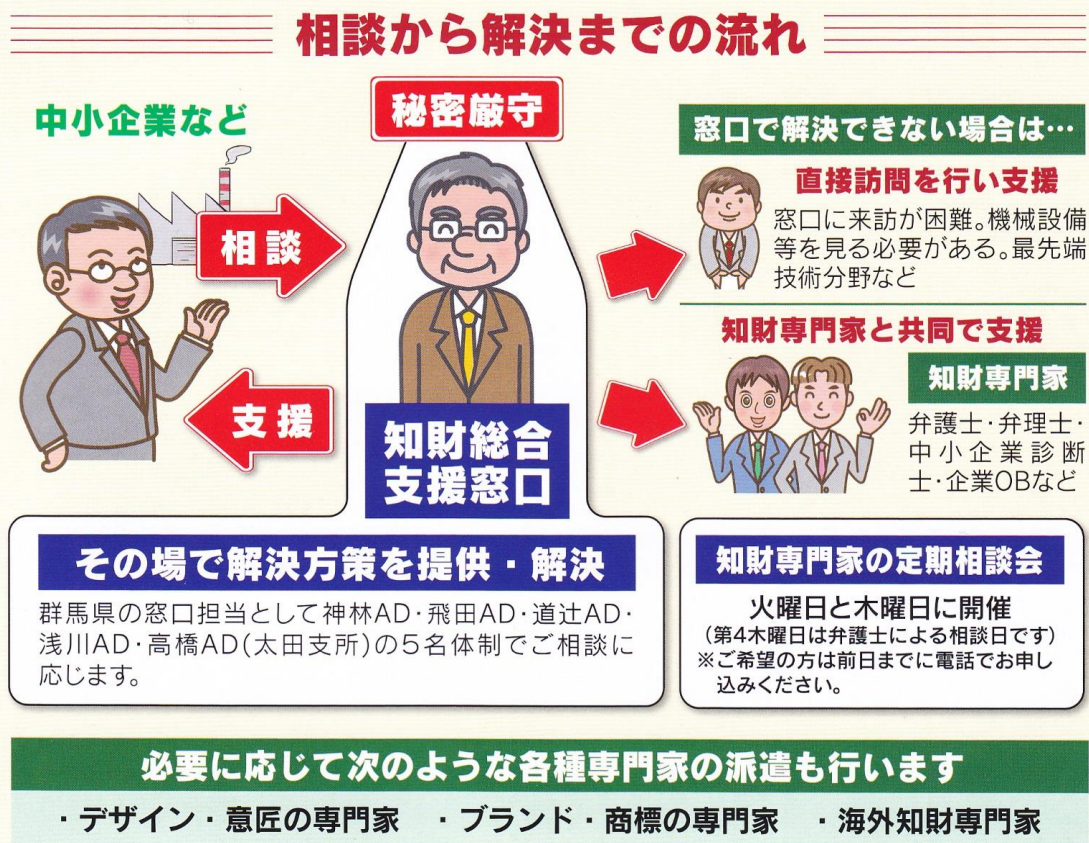 相談から解決までの流れ
中小企業など
秘密厳守
相談
支援
知財総合
支援窓口
窓口で解決できない場合は…
直接訪問を行い支援
窓口に来訪が困難。機械設備
等を見る必要がある。最先端
技術分野など
知財専門家と共同で支援
知財専門家
弁護士・弁理士・
中小企業診断
士・企業OBなど
その場で解決方策を提供・解決
群馬県の窓口担当として神林AD・飛田AD・道辻AD・
浅川AD・高橋AD(太田支所)の5名体制でご相談に
応じます。
知財専門家の定期相談会
火曜日と木曜日に開催
(第4木曜日は弁護士による相談日です)
※ご希望の方は前日までに電話でお申し
込みください。
必要に応じて次のような各種専門家の派遣も行います
・デザイン・意匠の専門家 ・ブランド・商標の専門家 ・海外知財専門家